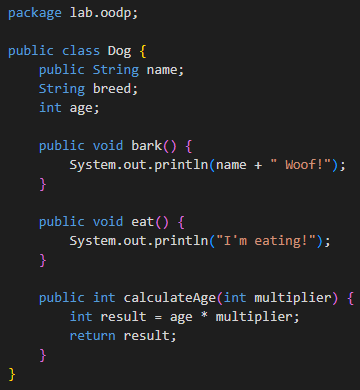 package lab.oodp;

public class Dog {
    public String name;
    String breed;
    int age;

    public void bark() {
        System.out.println(name + " Woof!");
    }

    public void eat() {
        System.out.println("I'm eating!");
    }

    public int calculateAge(int multiplier) {
        int result = age * multiplier;
        return result;
    }
}